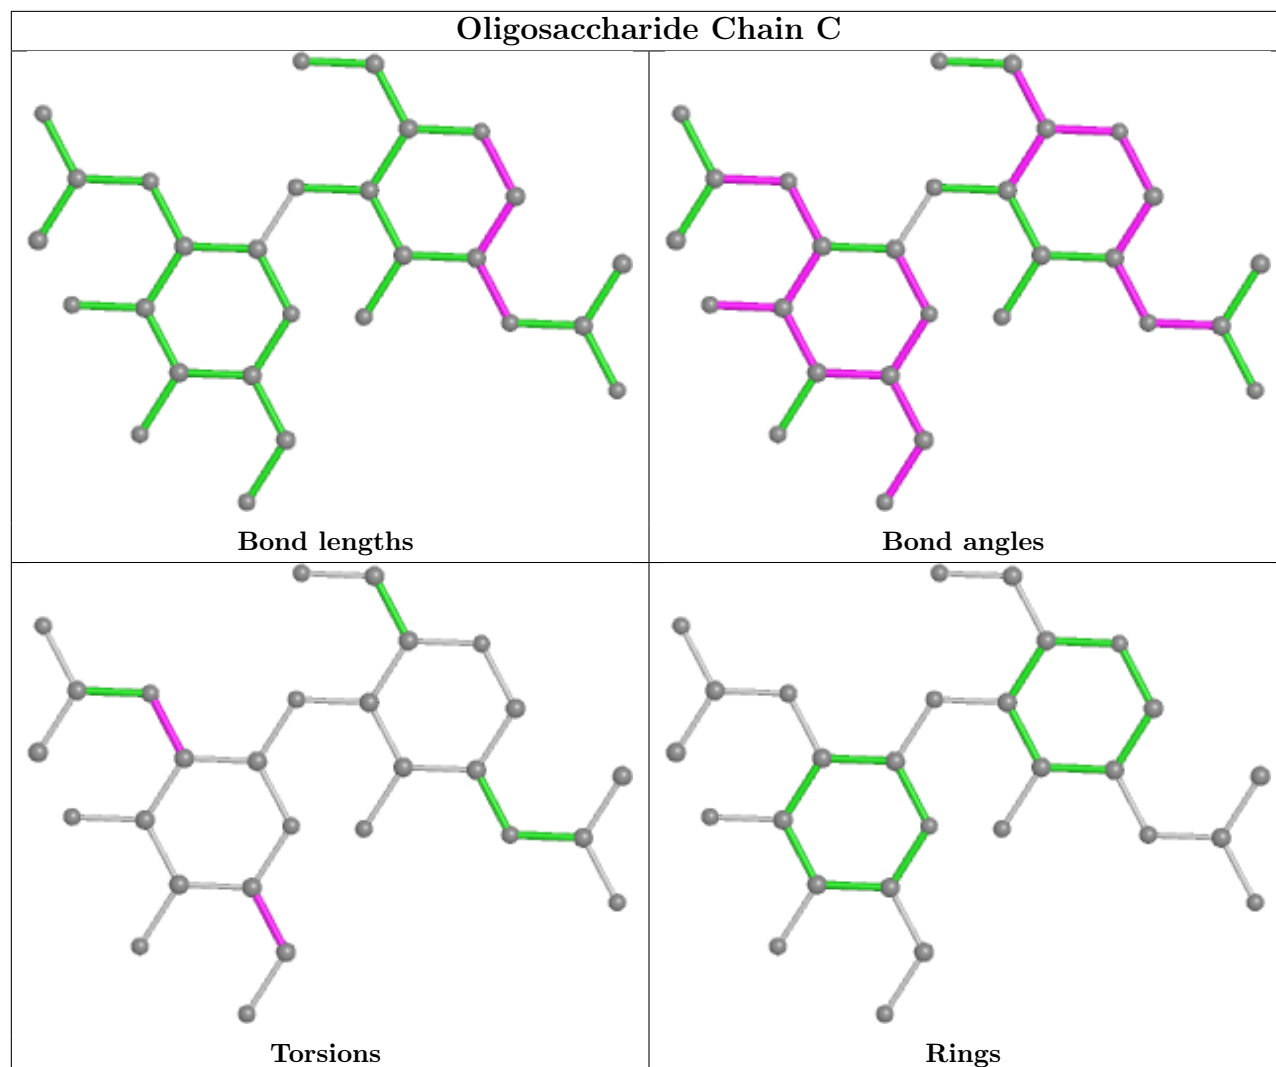 Oligosaccharide Chain C
Bond lengths
Bond angles
Torsions
Rings